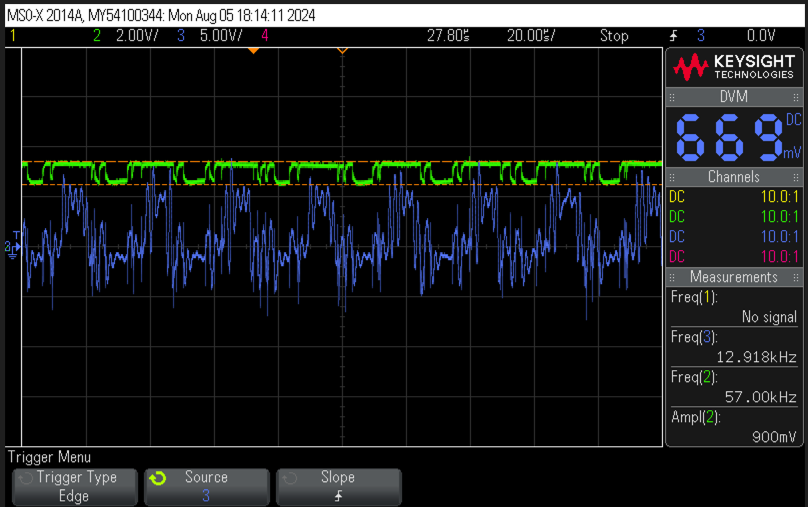 MSO-X 2014A, MY54100344: Mon Aug 05 18:14:11 2024
1 2 2.00V/ 3 5.00V/ 4 27.80s 20.00s/ Stop 3 0.0V
KEYSIGHT
TECHNOLOGIES
DVM
669 DC mV
Channels
DC 10.0:1
DC 10.0:1
DC 10.0:1
DC 10.0:1
Measurements
Freq(1):
No signal
Freq(3):
12.918kHz
Freq(2):
57.00kHz
Ampl(2):
900mV
T
2
Trigger Menu
Trigger Type Source Slope
Edge 3